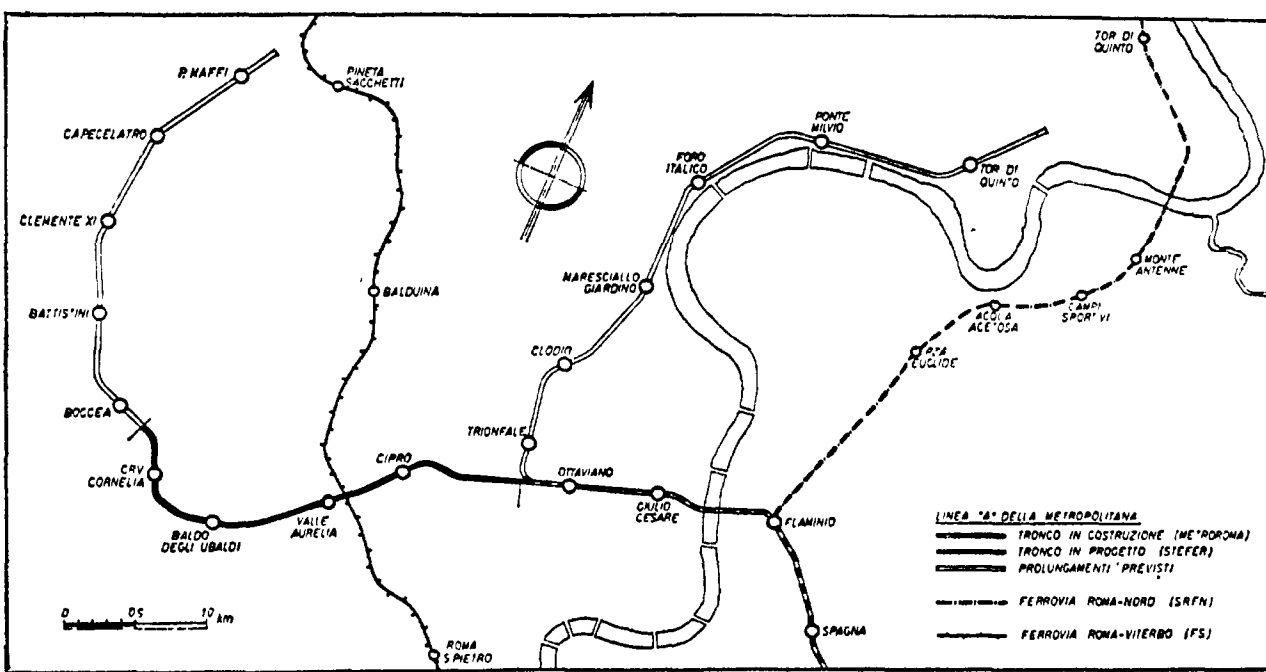 P. MAFFI
PINETA
SACCHETTI
TOR DI
QUINTO
CAPECELATRO
PONTE
MILVIO
FORO
ITALICO
TOR DI
QUINTO
CLEMENTE XI
MARESCIALLO
GIARDINO
BALDUINA
MONTE
ANTENNE
BATTISTINI
ACQUA
ACETOSA
CAMPI
SPORTIVI
CLODIO
P.ZA
EUCLIDE
BOCCEA
TRIONFALE
CIPRO
CRV
CORNELIA
OTTAVIANO
GIULIO
CESARE
VALLE
AURELIA
FLAMINIO
BALDO
DEGLI UBALDI
LINEA "A" DELLA METROPOLITANA
TRONCO IN COSTRUZIONE (METROROMA)
TRONCO IN PROGETTO (STEFER)
PROLUNGAMENTI PREVISTI
FERROVIA ROMA-NORD (SRFN)
FERROVIA ROMA-VITERBO (FS)
0 0.5 1.0 km
SPAGNA
ROMA
S. PIETRO